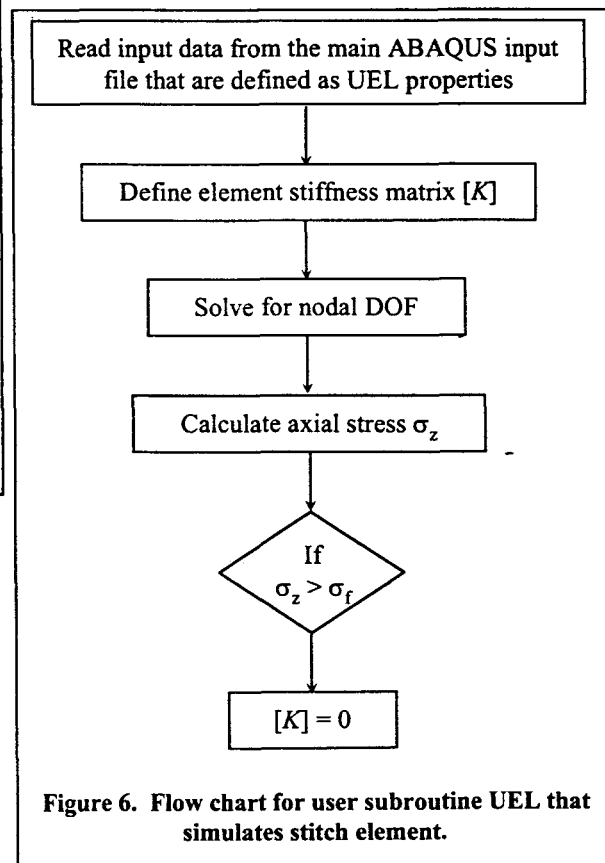 Read input data from the main ABAQUS input
file that are defined as UEL properties
Define element stiffness matrix [K]
Solve for nodal DOF
Calculate axial stress σz
If
σz > σf
[K] = 0
Figure 6. Flow chart for user subroutine UEL that
simulates stitch element.